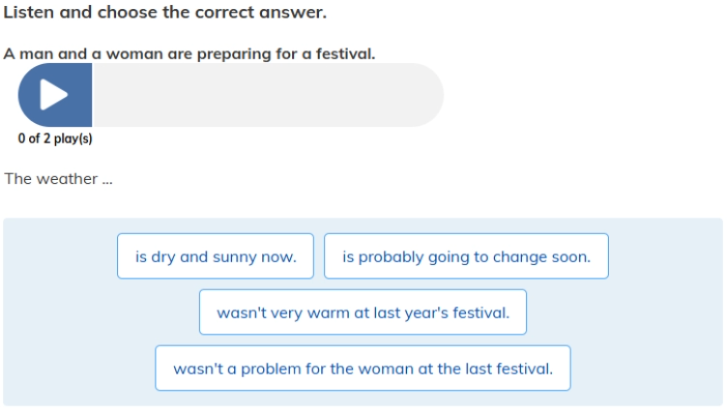 Listen and choose the correct answer.
A man and a woman are preparing for a festival.
0 of 2 play(s)
The weather ...
is dry and sunny now.
is probably going to change soon.
wasn't very warm at last year's festival.
wasn't a problem for the woman at the last festival.